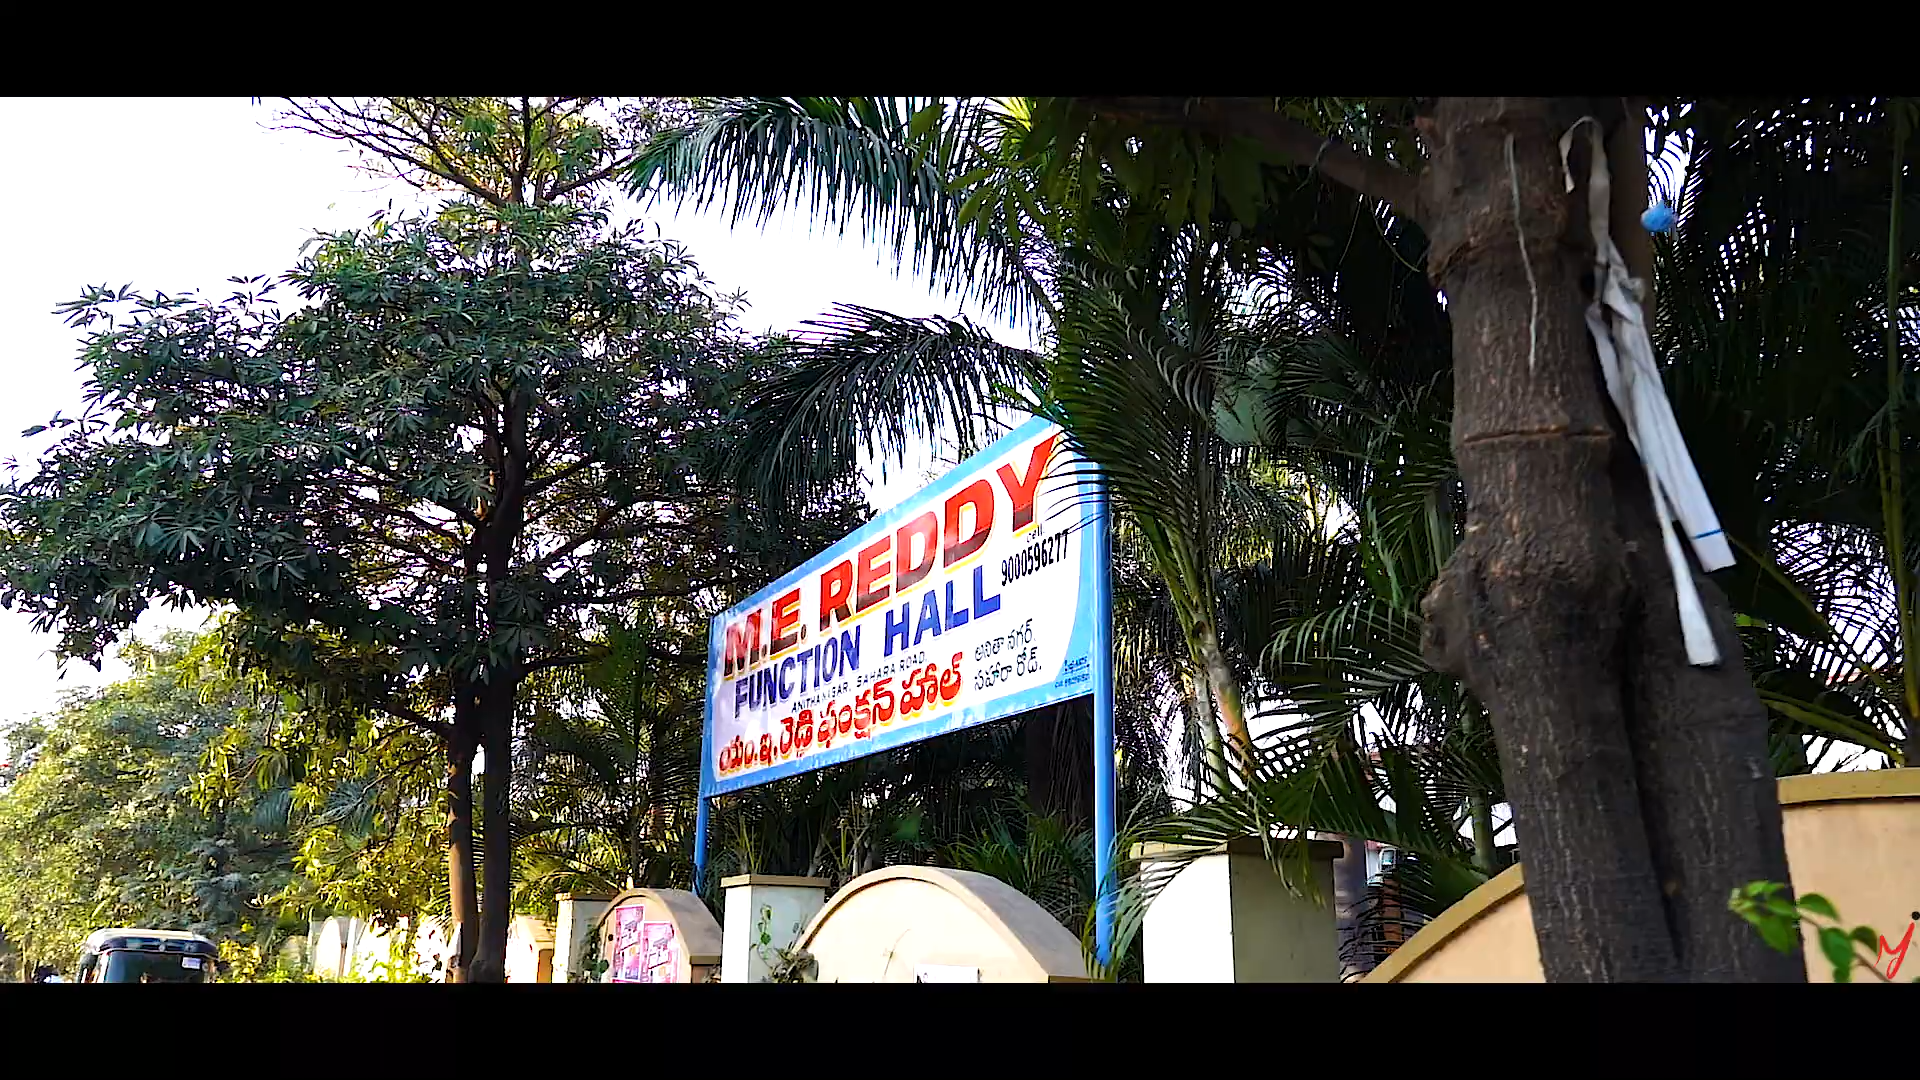 M.E. REDDY
cell
9000596277
FUNCTION HALL
ANITHANAGAR, SAHARA ROAD.
యం.ఇ.రెడ్డి ఫంక్షన్ హాల్
అనితా నగర్,
సహారా రోడ్.